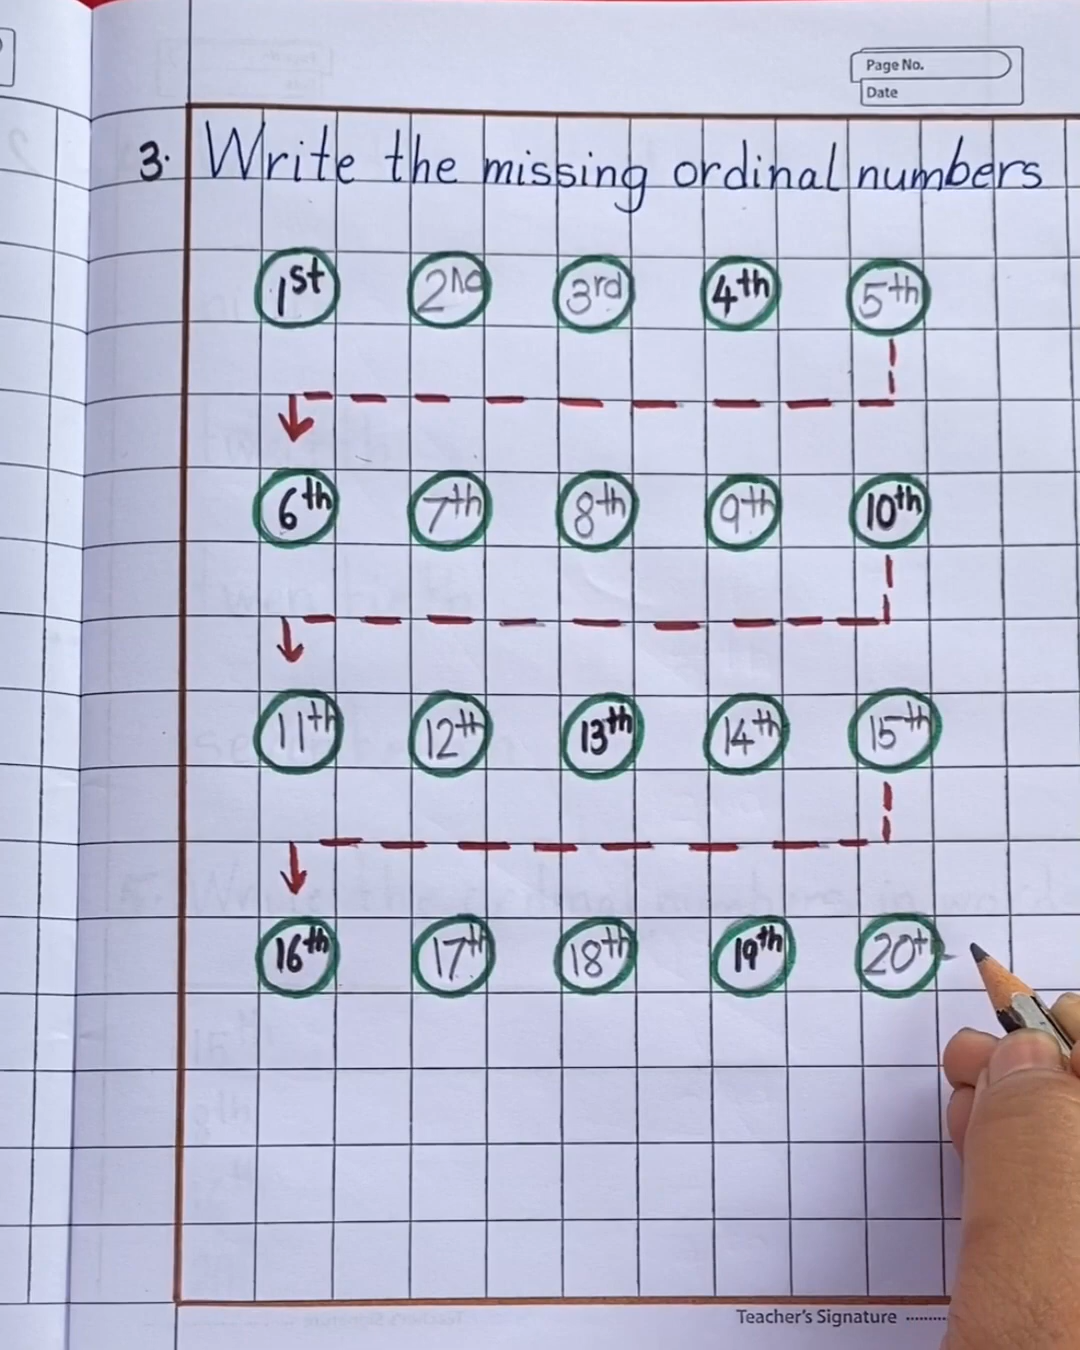 Page No.
Date
3. Write the missing ordinal numbers
1st 2nd 3rd 4th 5th
6th 7th 8th 9th 10th
11th 12th 13th 14th 15th
16th 17th 18th 19th 20th
Teacher's Signature ..........